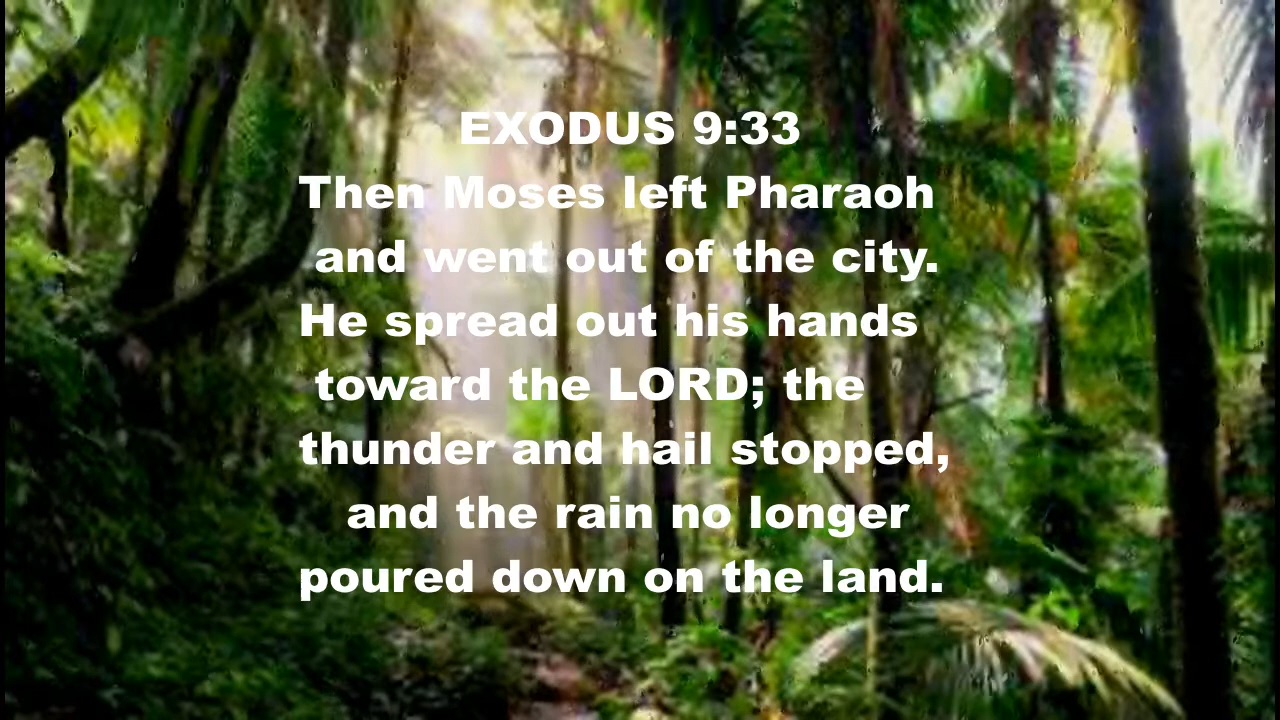 EXODUS 9:33
Then Moses left Pharaoh
and went out of the city.
He spread out his hands
toward the LORD; the
thunder and hail stopped,
and the rain no longer
poured down on the land.